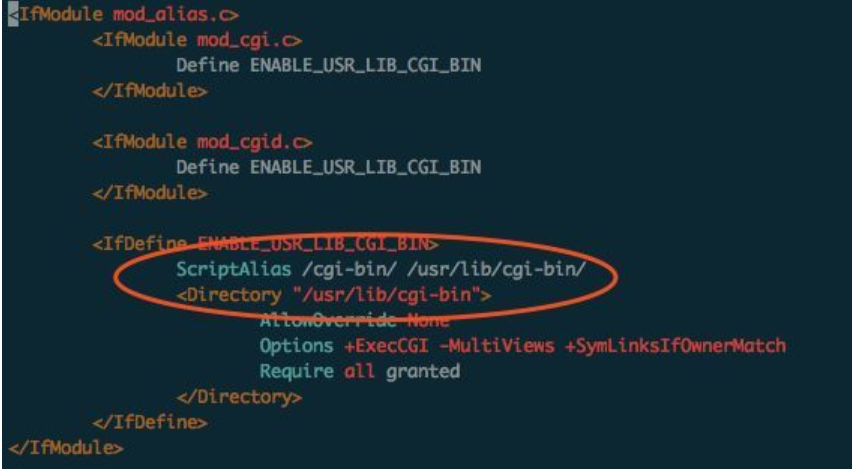 <IfModule mod_alias.c>
<IfModule mod_cgi.c>
Define ENABLE_USR_LIB_CGI_BIN
</IfModule>
<IfModule mod_cgid.c>
Define ENABLE_USR_LIB_CGI_BIN
</IfModule>
<IfDefine ENABLE_USR_LIB_CGI_BIN>
ScriptAlias /cgi-bin/ /usr/lib/cgi-bin/
<Directory "/usr/lib/cgi-bin">
AllowOverride None
Options +ExecCGI -MultiViews +SymLinksIfOwnerMatch
Require all granted
</Directory>
</IfDefine>
</IfModule>